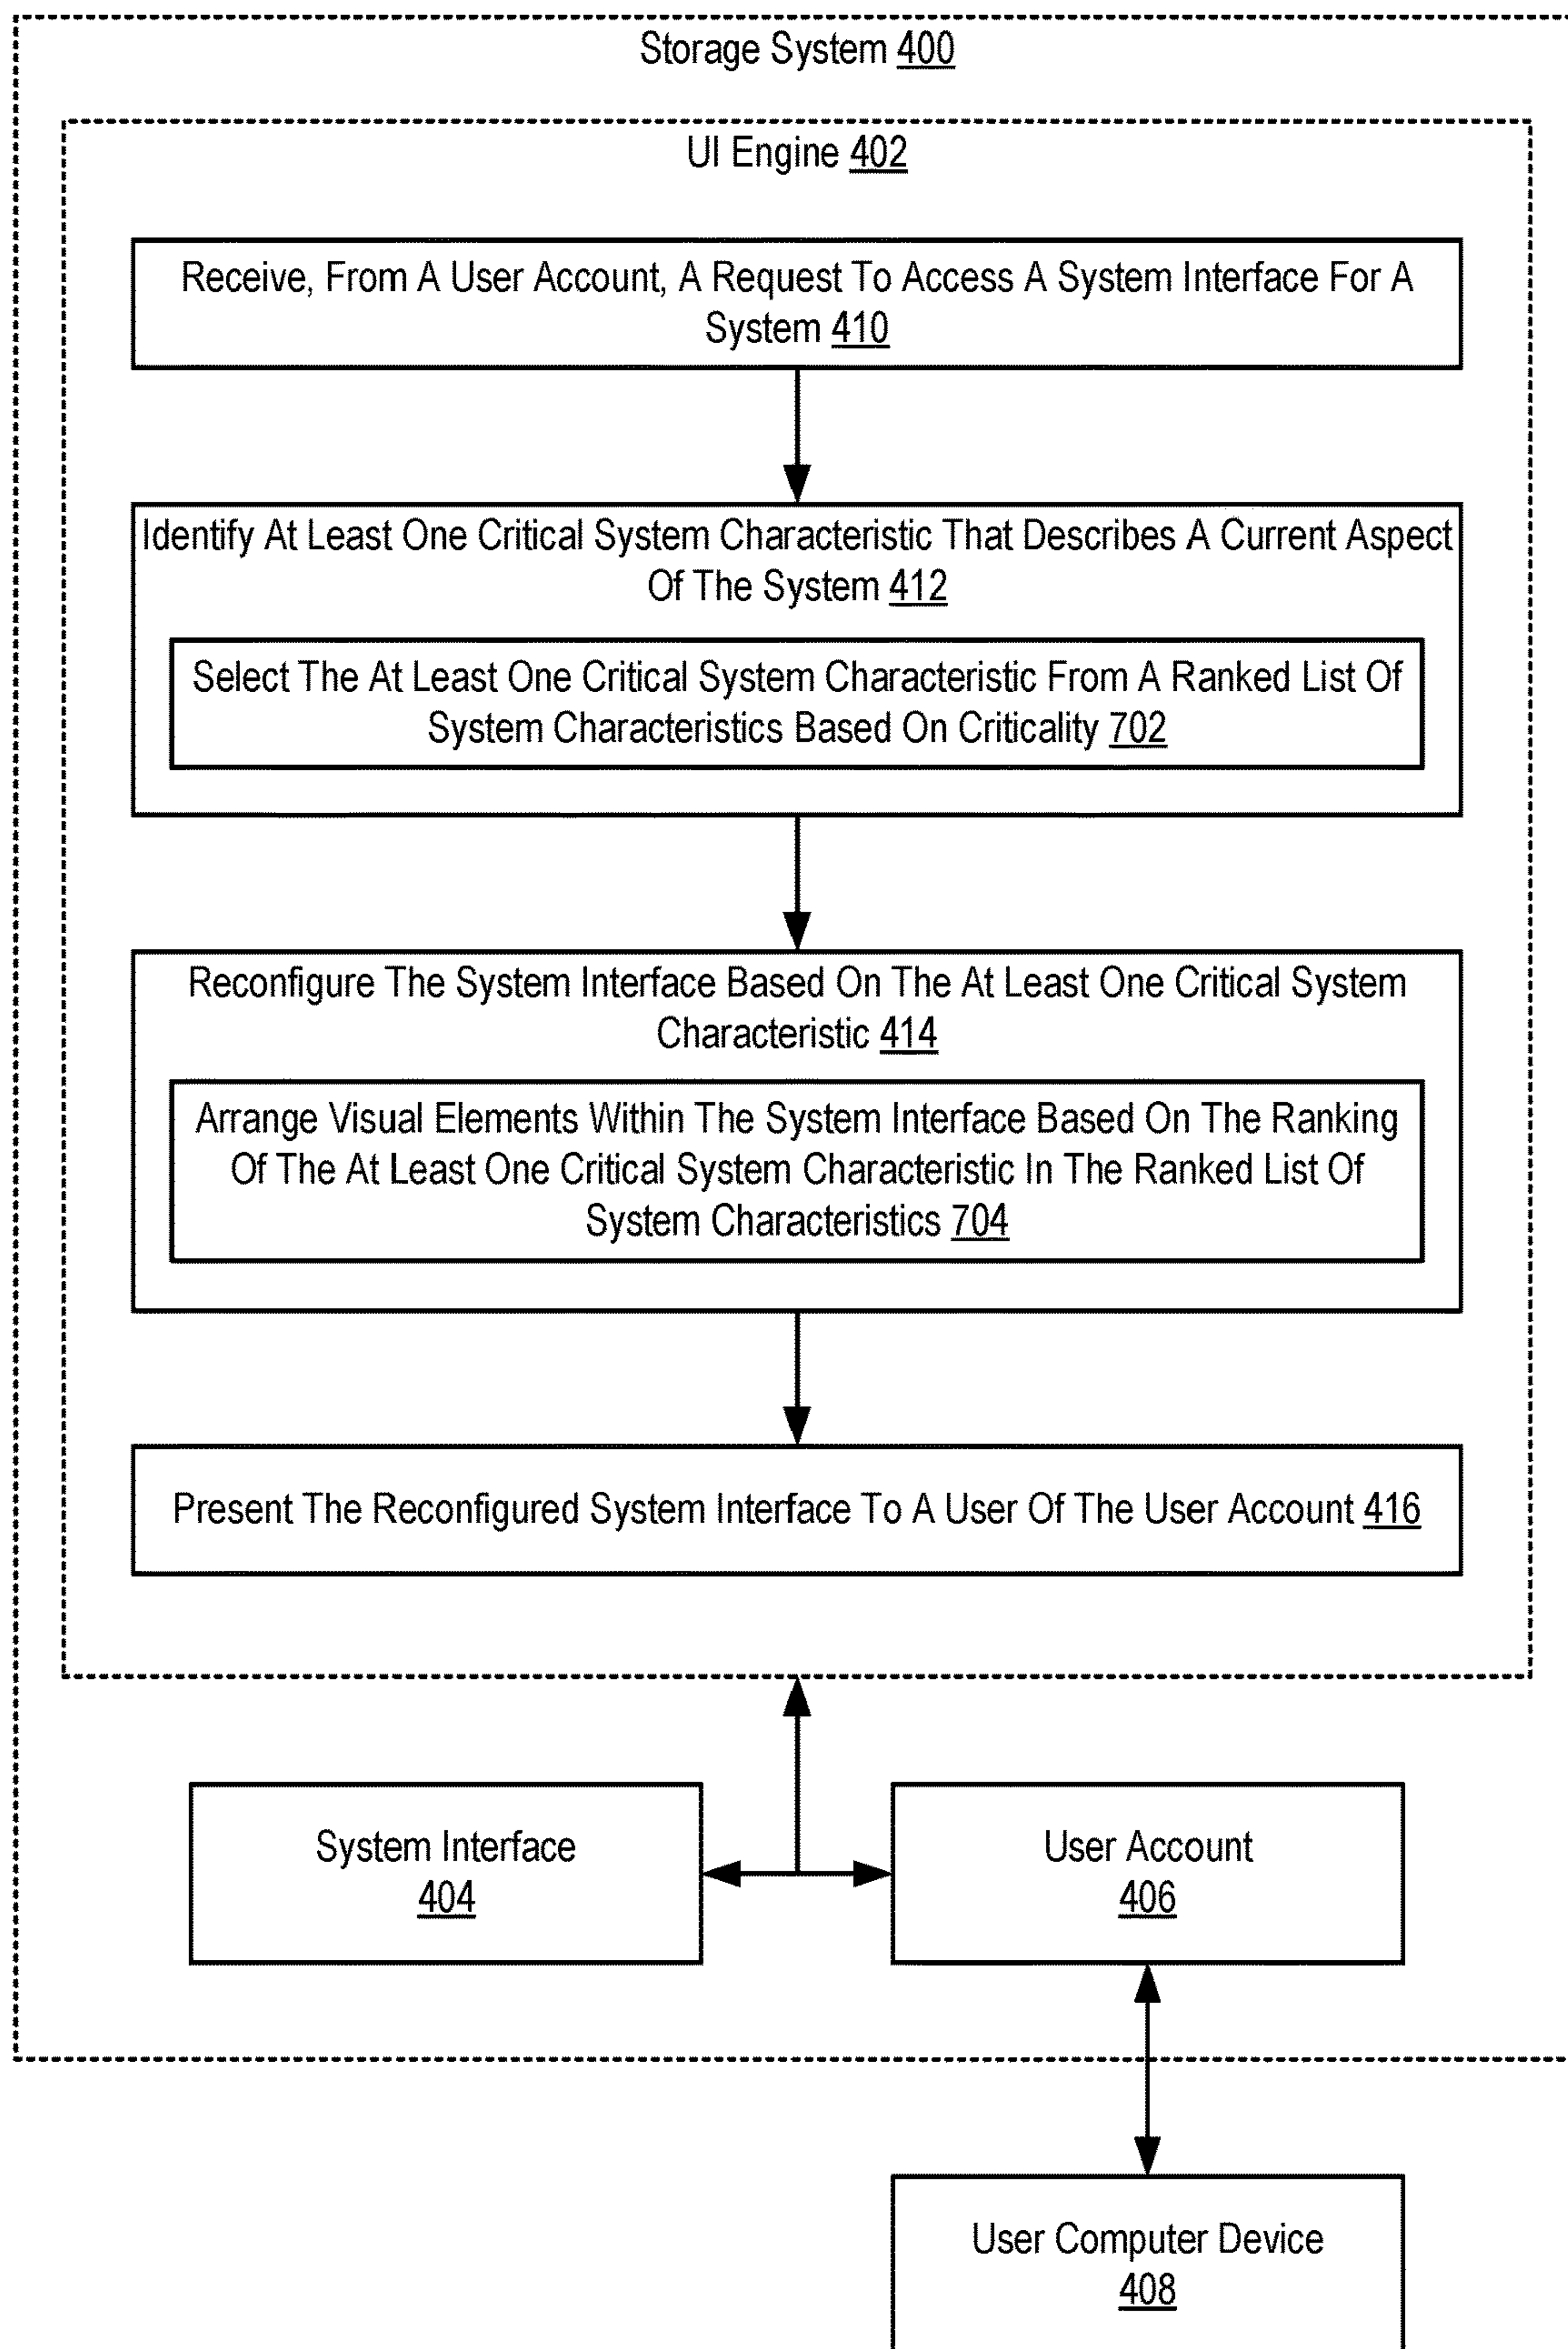 Storage System 400
UI Engine 402
Receive, From A User Account, A Request To Access A System Interface For A
System 410
Identify At Least One Critical System Characteristic That Describes A Current Aspect
Of The System 412
Select The At Least One Critical System Characteristic From A Ranked List Of
System Characteristics Based On Criticality 702
Reconfigure The System Interface Based On The At Least One Critical System
Characteristic 414
Arrange Visual Elements Within The System Interface Based On The Ranking
Of The At Least One Critical System Characteristic In The Ranked List Of
System Characteristics 704
Present The Reconfigured System Interface To A User Of The User Account 416
System Interface
404
User Account
406
User Computer Device
408